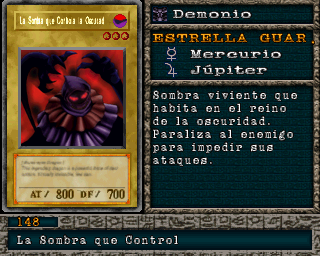 La Sombra que Controla la Oscuridad
AT/ 800 DF/ 700
Demonio
ESTRELLA GUAR.
Mercurio
Júpiter
Sombra viviente que
habita en el reino
de la oscuridad.
Paraliza al enemigo
para impedir sus
ataques.
148
La Sombra que Control